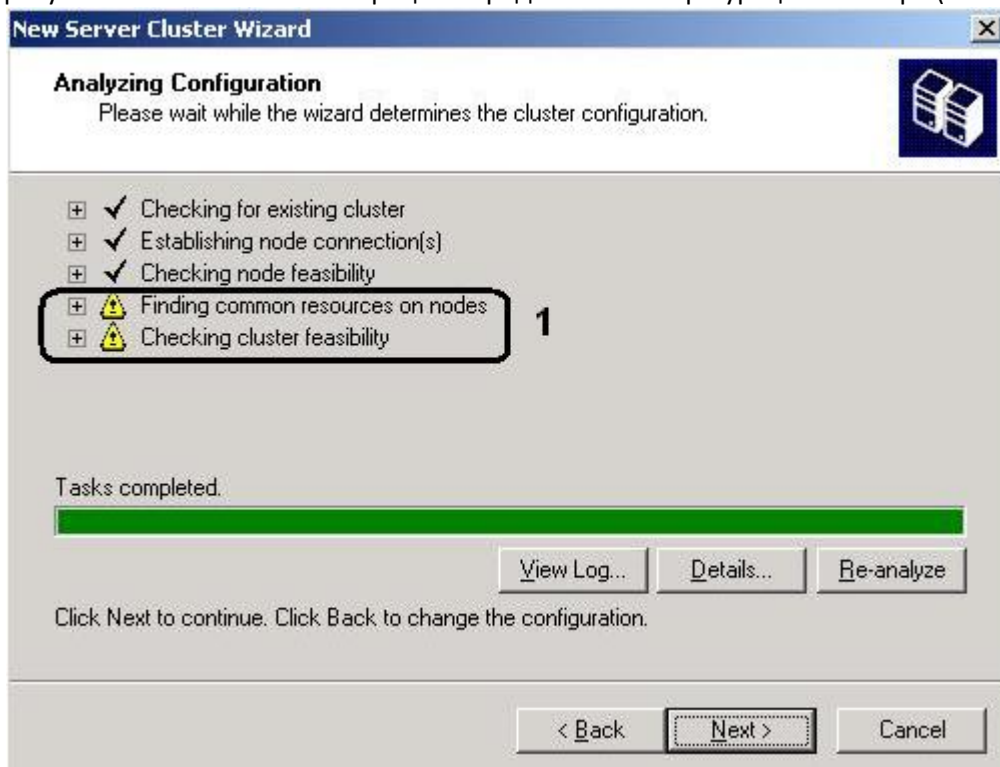 New Server Cluster Wizard
Analyzing Configuration
Please wait while the wizard determines the cluster configuration.
Checking for existing cluster
Establishing node connection(s)
Checking node feasibility
Finding common resources on nodes
Checking cluster feasibility
1
Tasks completed.
View Log... Details... Re-analyze
Click Next to continue. Click Back to change the configuration.
< Back Next > Cancel